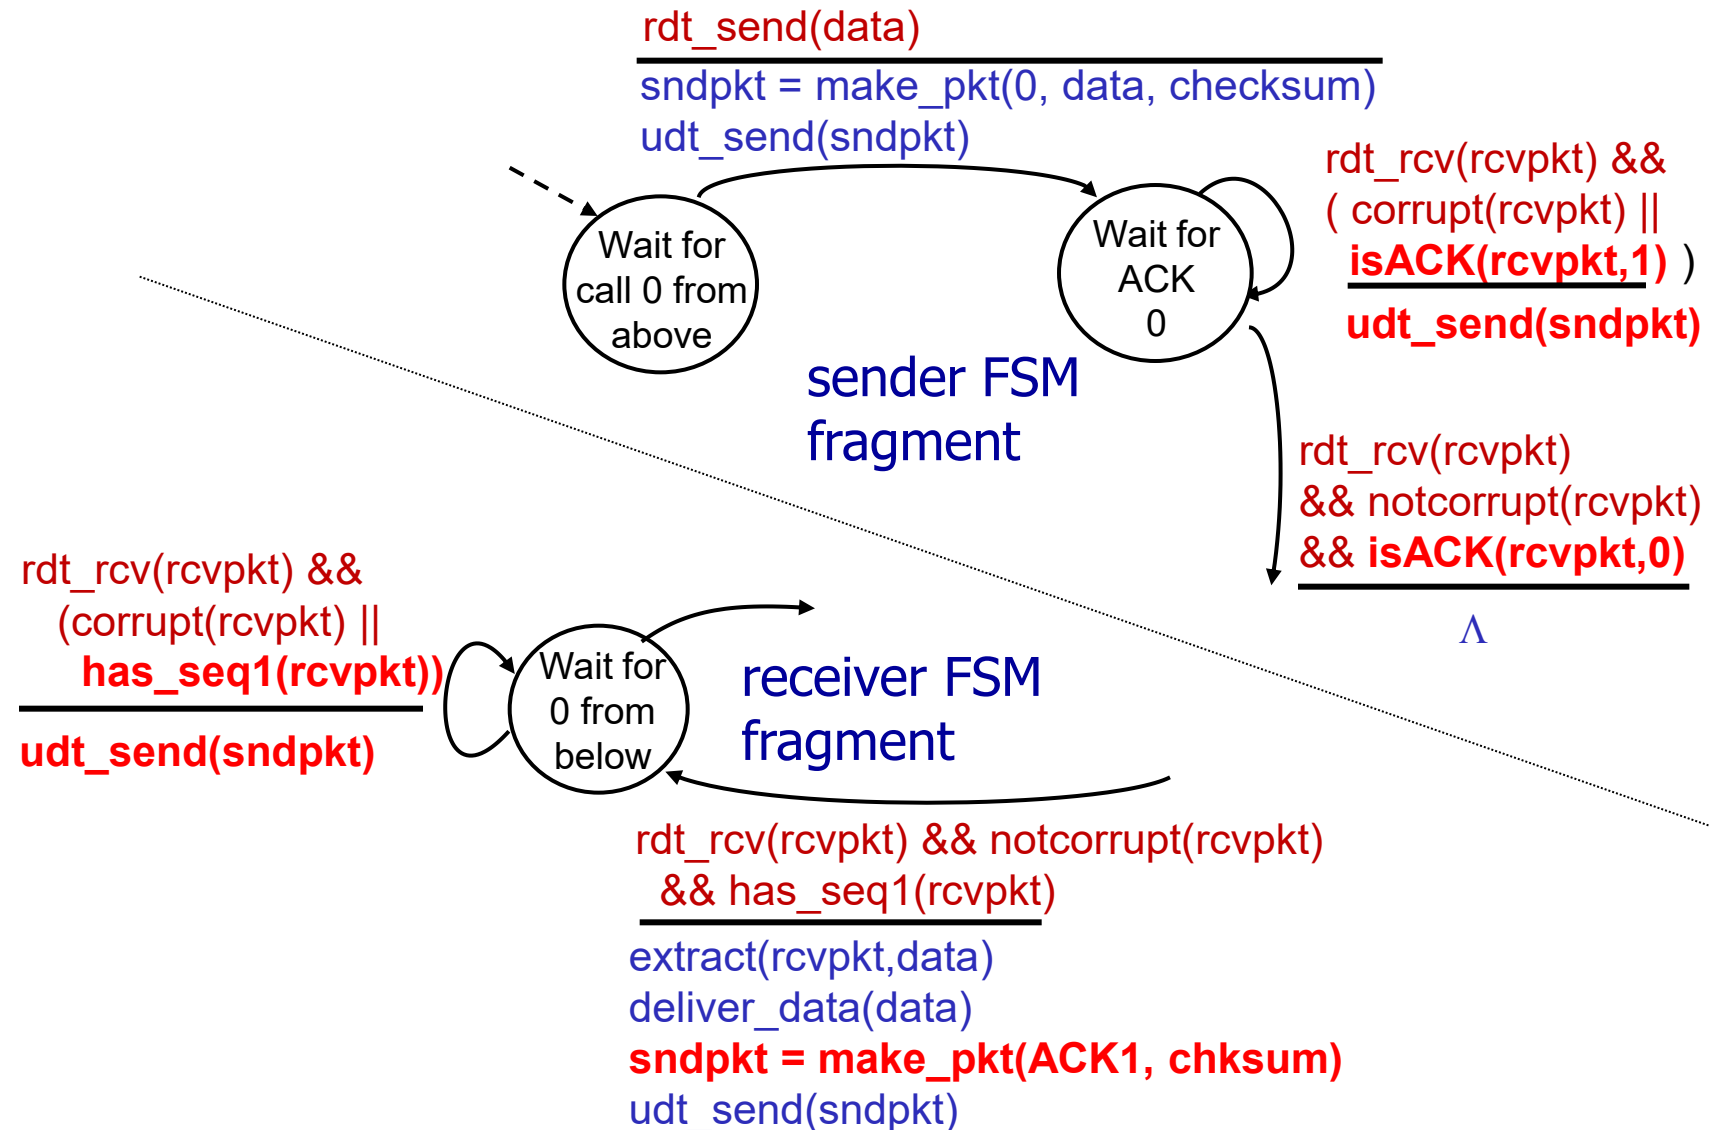 rdt_send(data)
sndpkt = make_pkt(0, data, checksum)
udt_send(sndpkt)
Wait for
call 0 from
above
Wait for
ACK
0
rdt_rcv(rcvpkt) &&
( corrupt(rcvpkt) ||
isACK(rcvpkt,1) )
udt_send(sndpkt)
sender FSM
fragment
rdt_rcv(rcvpkt)
&& notcorrupt(rcvpkt)
&& isACK(rcvpkt,0)
Λ
rdt_rcv(rcvpkt) &&
(corrupt(rcvpkt) ||
has_seq1(rcvpkt))
udt_send(sndpkt)
Wait for
0 from
below
receiver FSM
fragment
rdt_rcv(rcvpkt) && notcorrupt(rcvpkt)
&& has_seq1(rcvpkt)
extract(rcvpkt,data)
deliver_data(data)
sndpkt = make_pkt(ACK1, chksum)
udt_send(sndpkt)